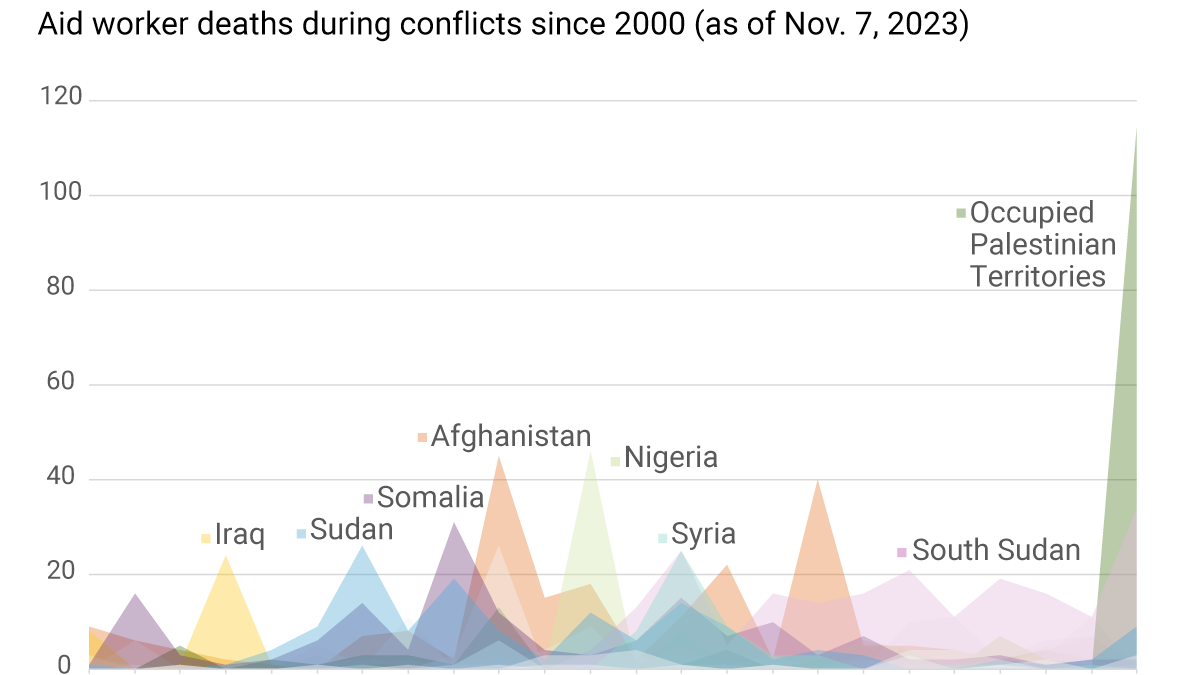 Aid worker deaths during conflicts since 2000 (as of Nov. 7, 2023)
120
100
Occupied
Palestinian
Territories
80
60
Afghanistan
Nigeria
40
Somalia
Iraq
Sudan
Syria
South Sudan
20
0